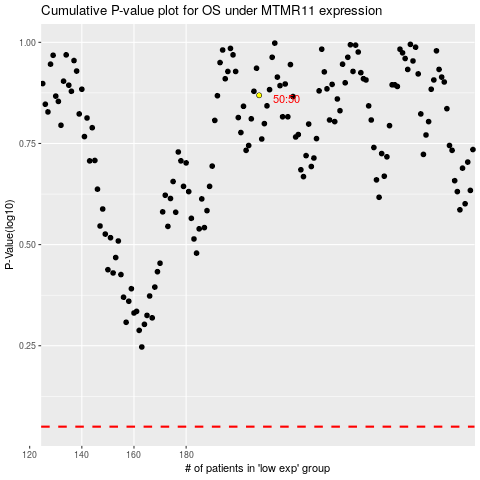 Cumulative P-value plot for OS under MTMR11 expression
1.00
50:50
0.75
P-Value(log10)
0.50
0.25
120 140 160 180
# of patients in 'low exp' group